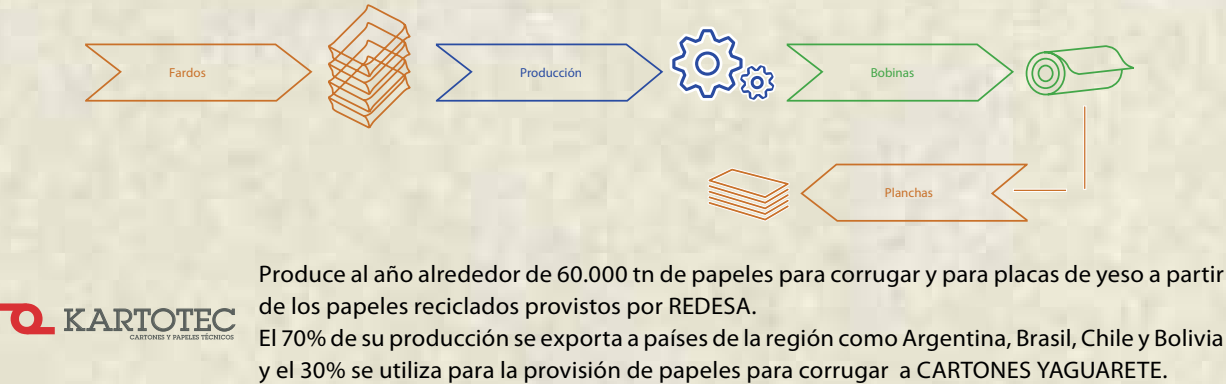 Fardos
Producción
Bobinas
Planchas
KARTOTEC
CARTONES Y PAPELES TÉCNICOS
Produce al año alrededor de 60.000 tn de papeles para corrugar y para placas de yeso a partir
de los papeles reciclados provistos por REDESA.
El 70% de su producción se exporta a países de la región como Argentina, Brasil, Chile y Bolivia
y el 30% se utiliza para la provisión de papeles para corrugar a CARTONES YAGUARETE.